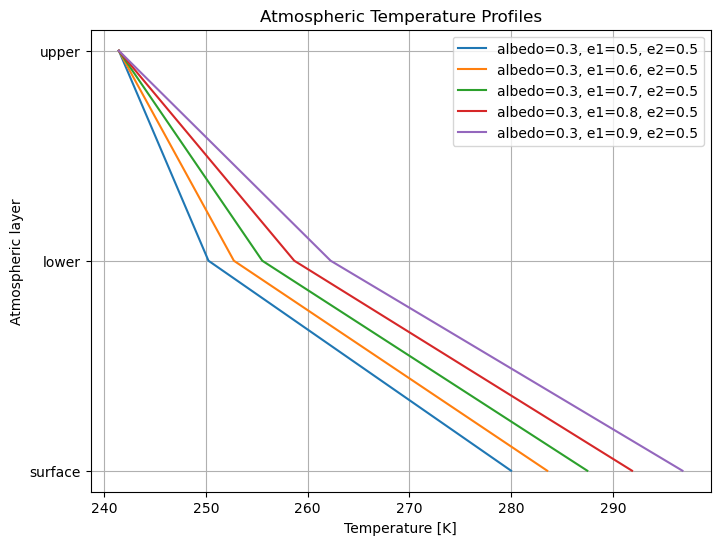 Atmospheric Temperature Profiles
upper
lower
surface
Atmospheric layer
albedo=0.3, e1=0.5, e2=0.5
albedo=0.3, e1=0.6, e2=0.5
albedo=0.3, e1=0.7, e2=0.5
albedo=0.3, e1=0.8, e2=0.5
albedo=0.3, e1=0.9, e2=0.5
240 250 260 270 280 290
Temperature [K]